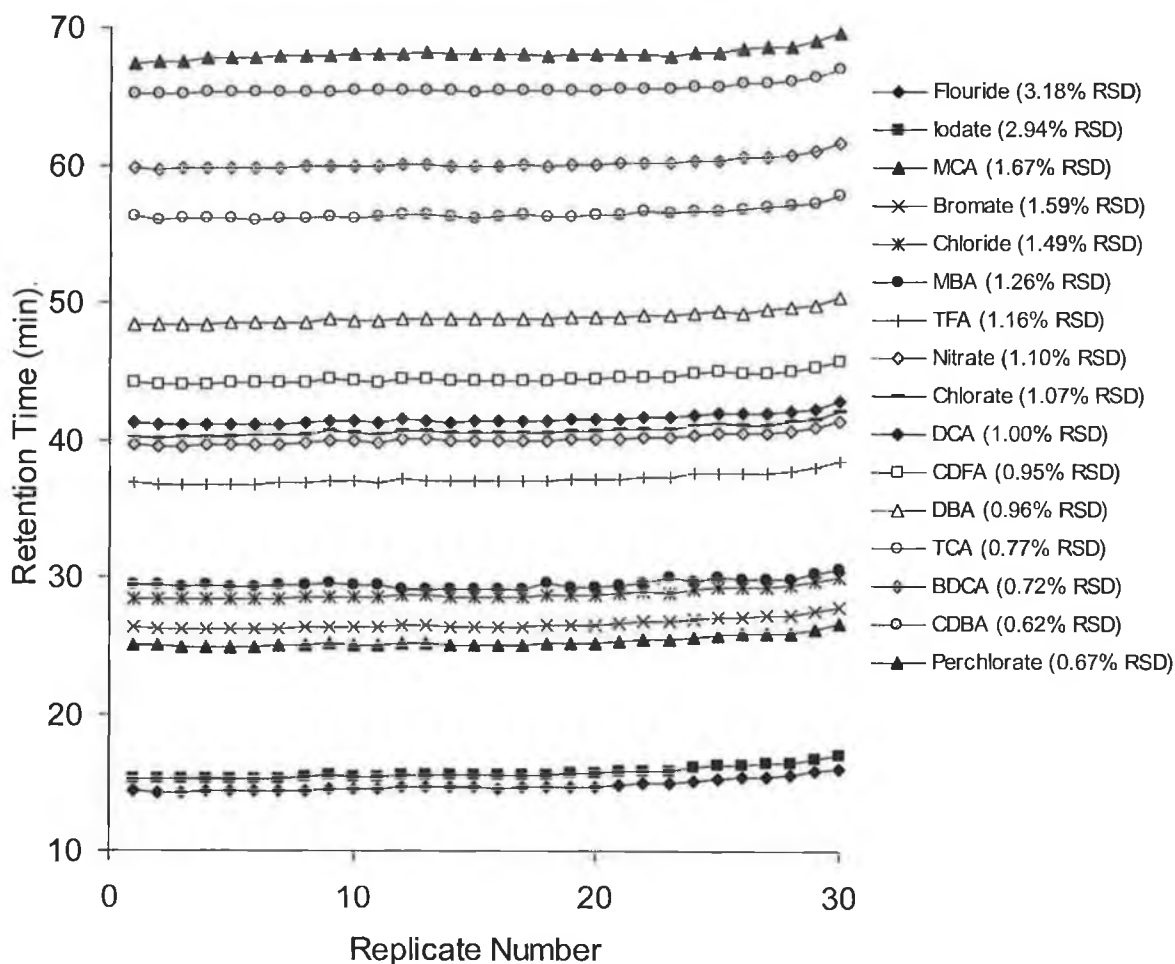 70
60
50
40
30
20
10
0
10
20
30
Retention Time (min).
Replicate Number
Flouride (3.18% RSD)
Iodate (2.94% RSD)
MCA (1.67% RSD)
Bromate (1.59% RSD)
Chloride (1.49% RSD)
MBA (1.26% RSD)
TFA (1.16% RSD)
Nitrate (1.10% RSD)
Chlorate (1.07% RSD)
DCA (1.00% RSD)
CDFA (0.95% RSD)
DBA (0.96% RSD)
TCA (0.77% RSD)
BDCA (0.72% RSD)
CDBA (0.62% RSD)
Perchlorate (0.67% RSD)